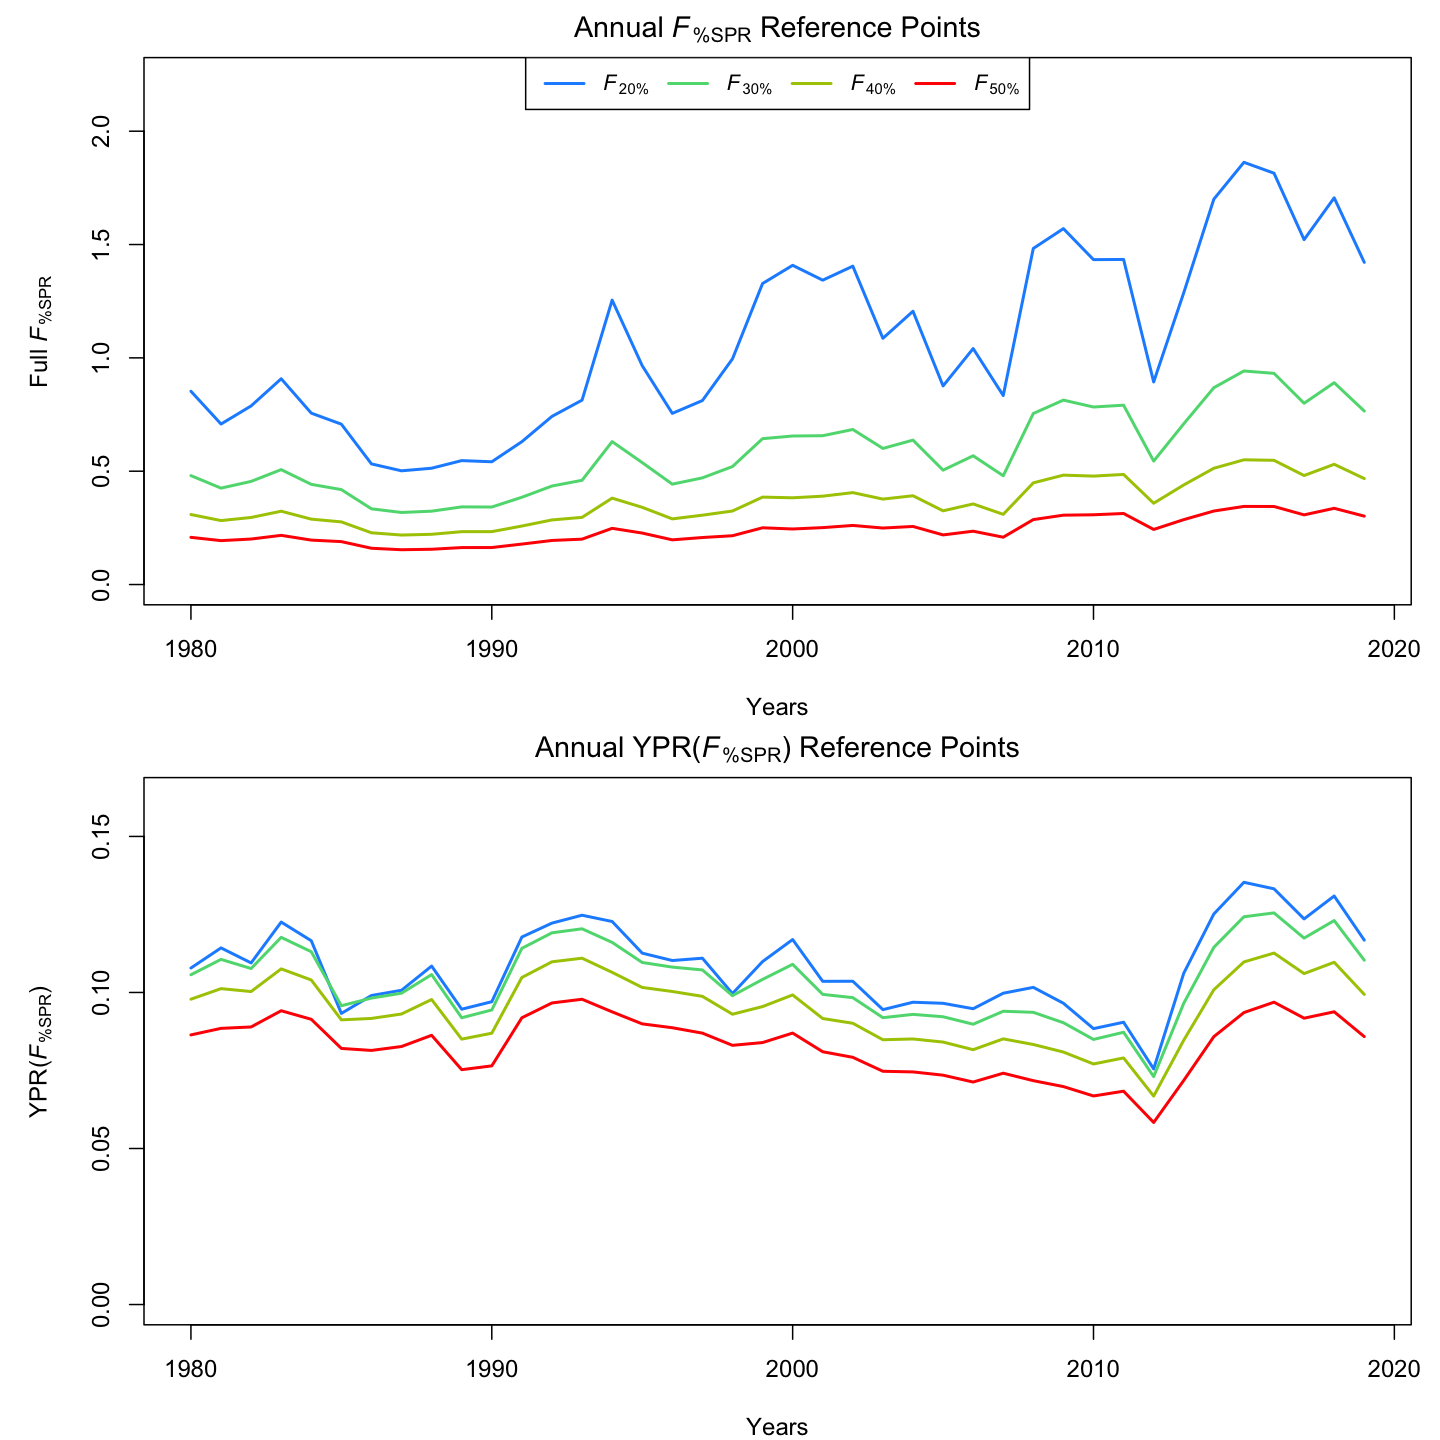 Annual F%SPR Reference Points
F20% F30% F40% F50%
Full F%SPR
2.0
1.5
1.0
0.5
0.0
1980 1990 2000 2010 2020
Years
Annual YPR(F%SPR) Reference Points
YPR(F%SPR)
0.15
0.10
0.05
0.00
1980 1990 2000 2010 2020
Years